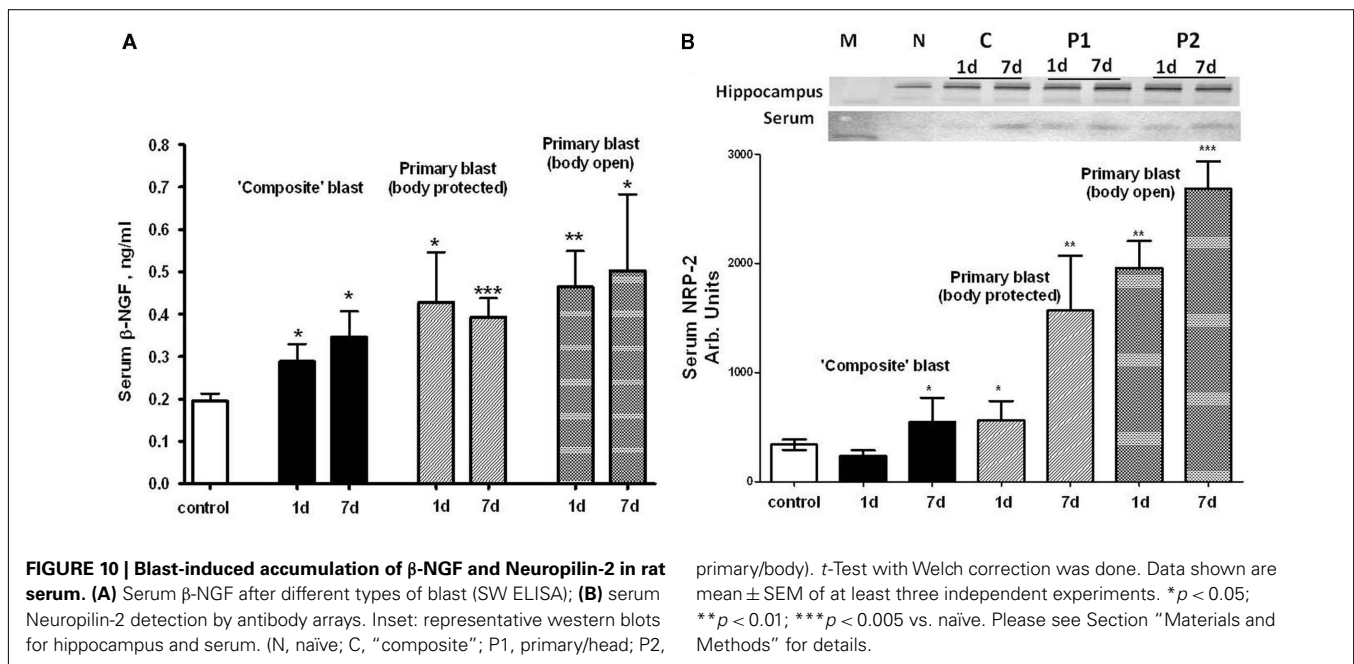 A
Serum β-NGF , ng/ml
0.8
0.7
0.6
0.5
0.4
0.3
0.2
0.1
0.0
'Composite' blast
Primary blast
(body protected)
Primary blast
(body open)
*
*
*
***
**
*
control
1d
7d
1d
7d
1d
7d
B
M N C P1 P2
1d 7d 1d 7d 1d 7d
Hippocampus
Serum
Serum NRP-2
Arb. Units
3000
2000
1000
0
'Composite' blast
Primary blast
(body protected)
Primary blast
(body open)
*
*
**
**
***
control
1d
7d
1d
7d
1d
7d
FIGURE 10 | Blast-induced accumulation of β-NGF and Neuropilin-2 in rat
serum. (A) Serum β-NGF after different types of blast (SW ELISA); (B) serum
Neuropilin-2 detection by antibody arrays. Inset: representative western blots
for hippocampus and serum. (N, naïve; C, "composite"; P1, primary/head; P2,
primary/body). t-Test with Welch correction was done. Data shown are
mean ± SEM of at least three independent experiments. *p < 0.05;
**p < 0.01; ***p < 0.005 vs. naïve. Please see Section "Materials and
Methods" for details.